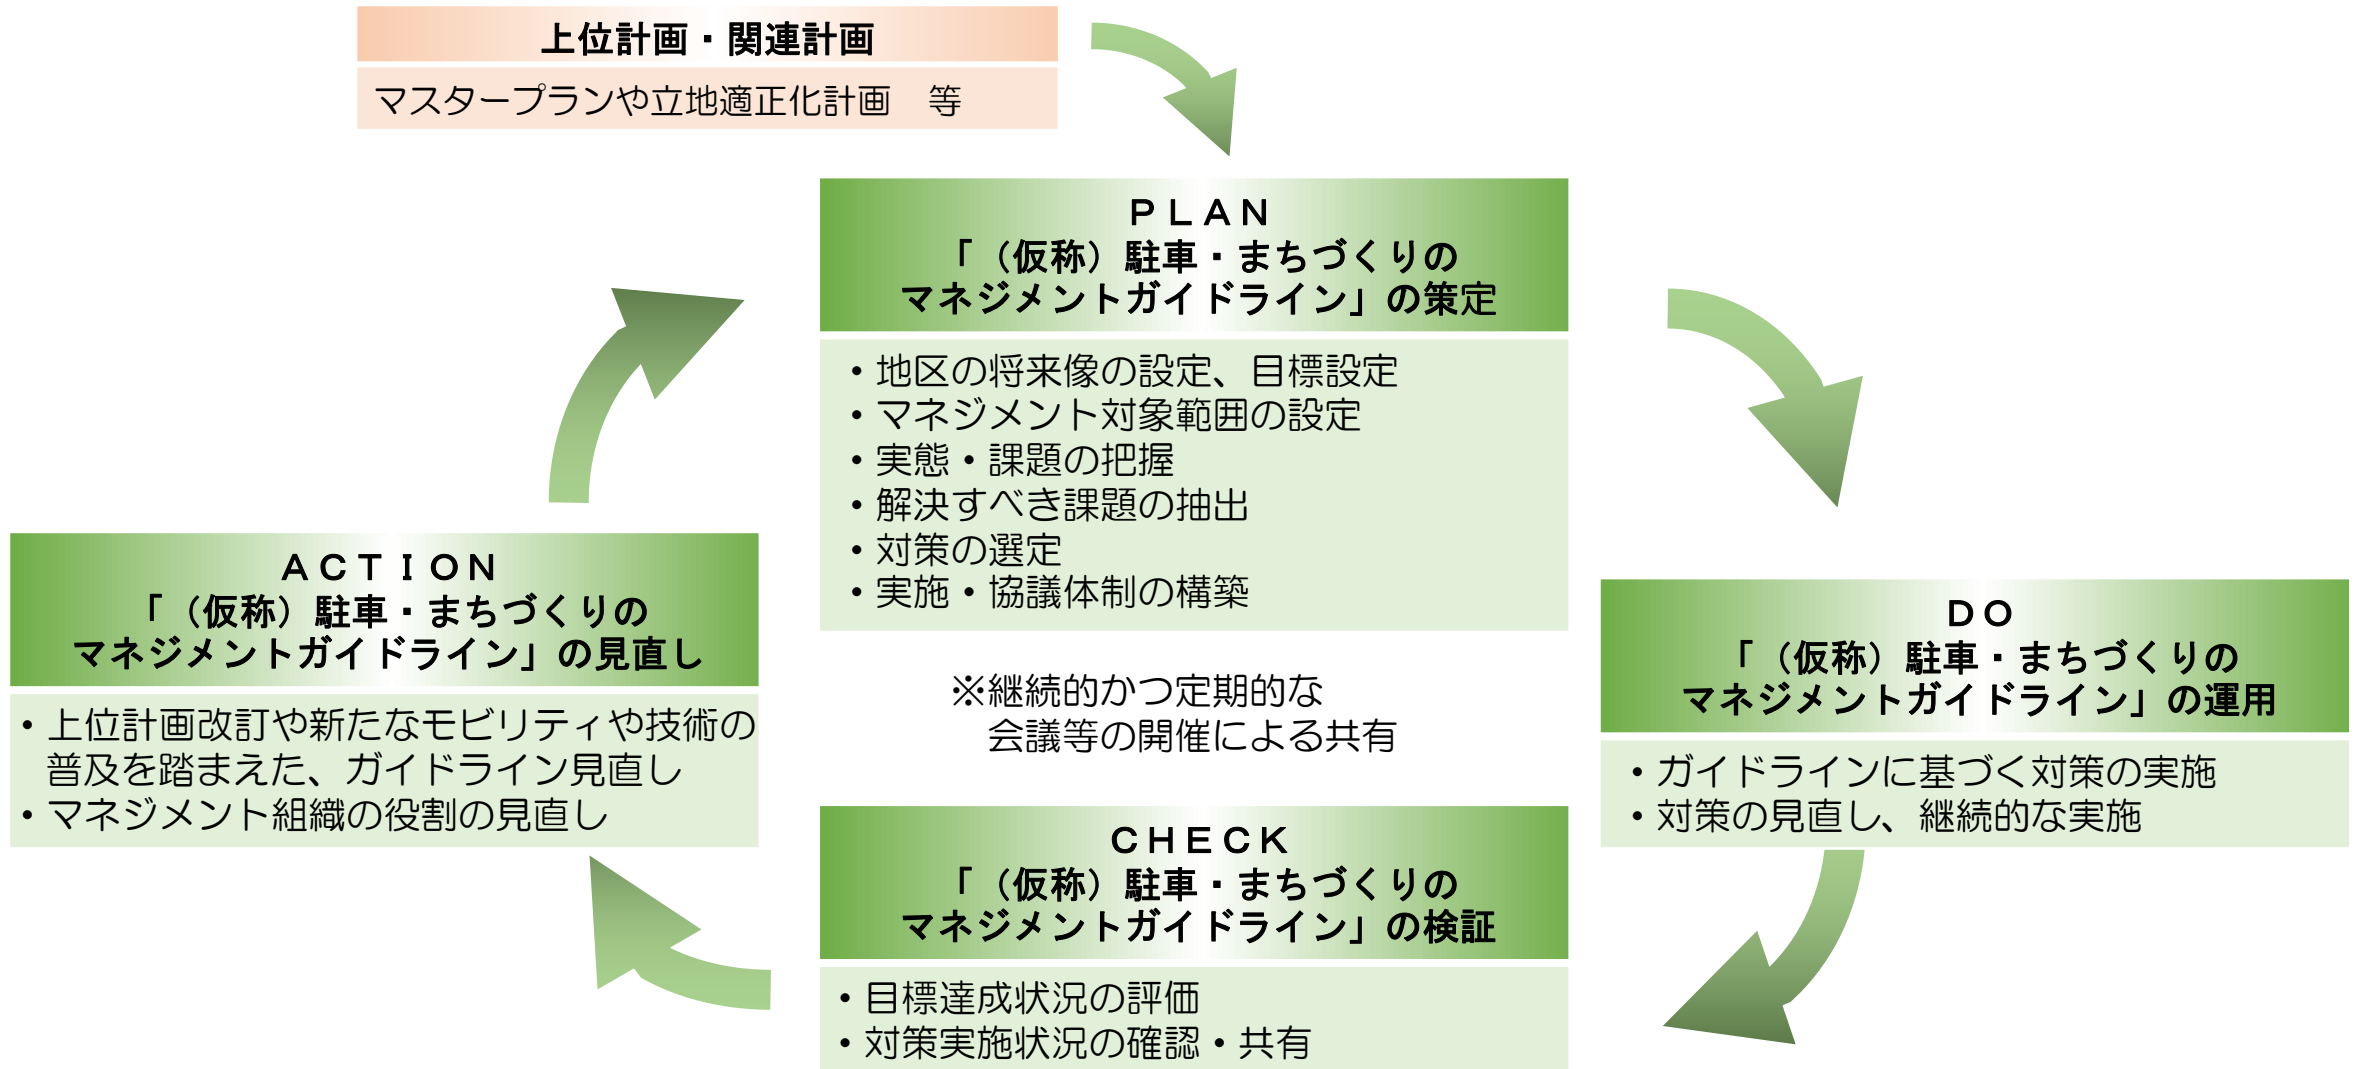 上位計画・関連計画
マスタープランや立地適正化計画　等
ＰＬＡＮ
「（仮称）駐車・まちづくりの
マネジメントガイドライン」の策定
・地区の将来像の設定、目標設定
・マネジメント対象範囲の設定
・実態・課題の把握
・解決すべき課題の抽出
・対策の選定
・実施・協議体制の構築
ＤＯ
「（仮称）駐車・まちづくりの
マネジメントガイドライン」の運用
・ガイドラインに基づく対策の実施
・対策の見直し、継続的な実施
ＣＨＥＣＫ
「（仮称）駐車・まちづくりの
マネジメントガイドライン」の検証
・目標達成状況の評価
・対策実施状況の確認・共有
ＡＣＴＩＯＮ
「（仮称）駐車・まちづくりの
マネジメントガイドライン」の見直し
・上位計画改訂や新たなモビリティや技術の
普及を踏まえた、ガイドライン見直し
・マネジメント組織の役割の見直し
※継続的かつ定期的な
会議等の開催による共有